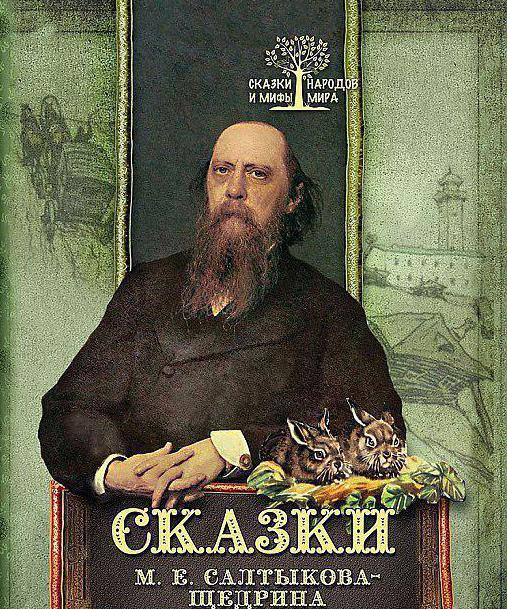 СКАЗКИ НАРОДОВ
И МИФЫ МИРА
СКАЗКИ
М. Е. САЛТЫКОВА-
ЩЕДРИНА